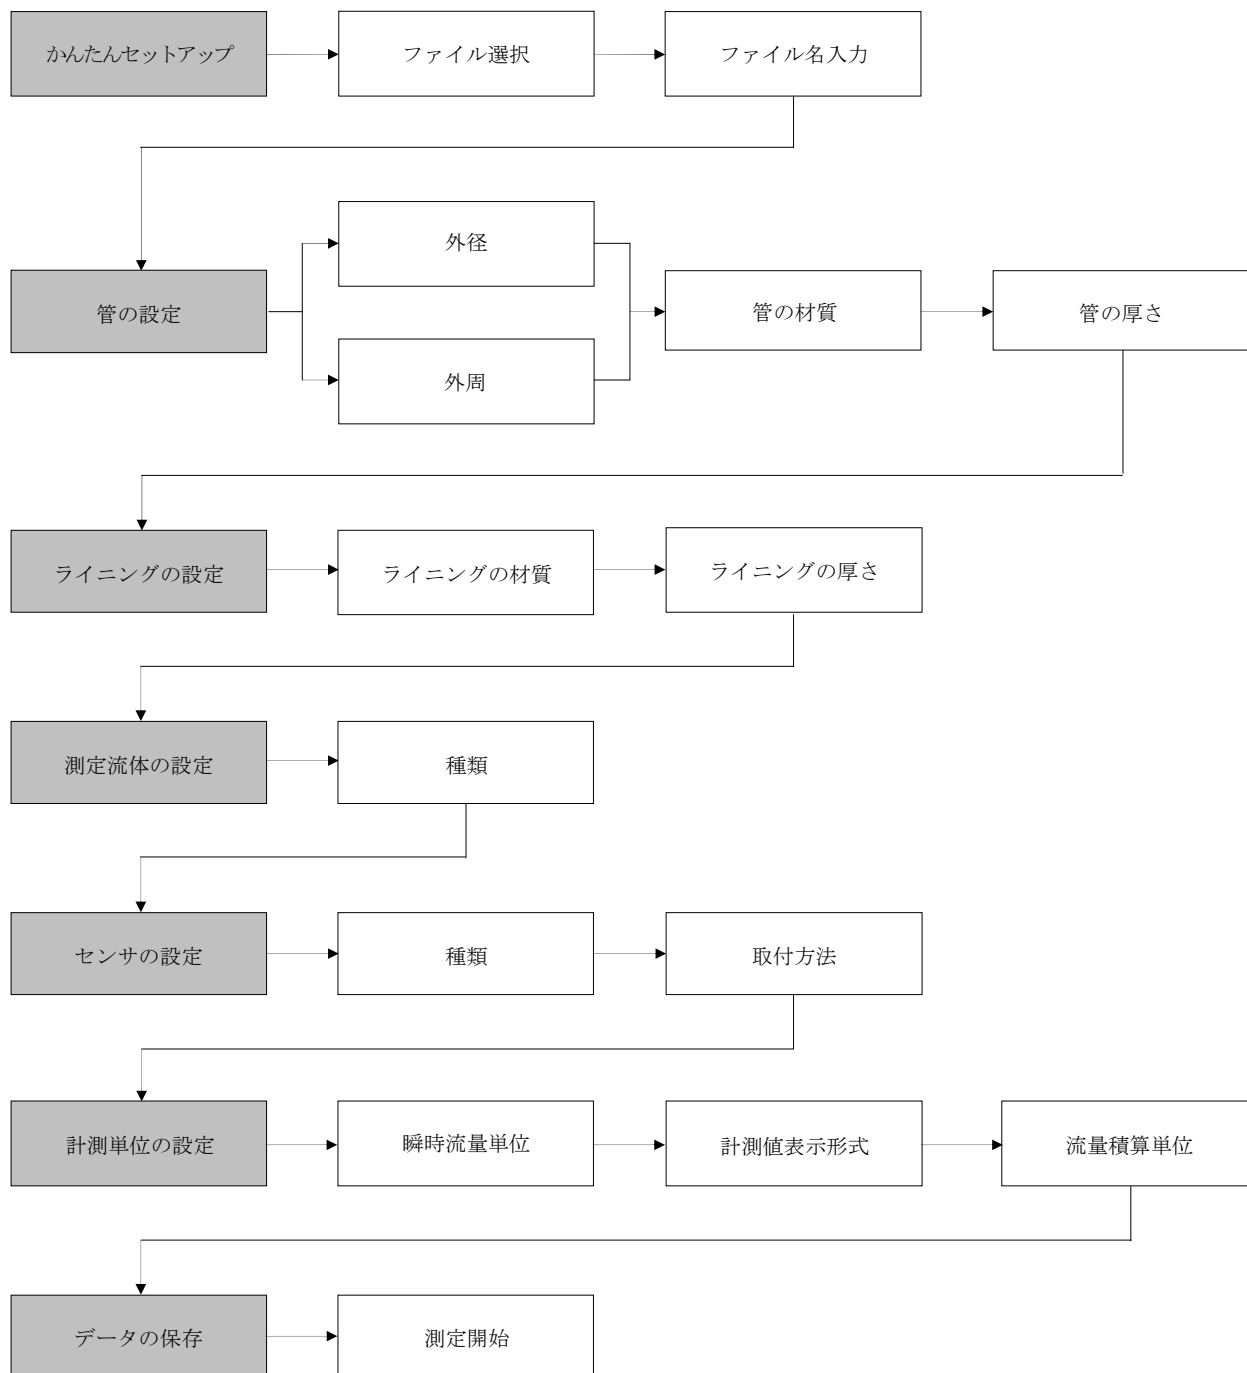 かんたんセットアップ
ファイル選択
ファイル名入力
管の設定
外径
外周
管の材質
管の厚さ
ライニングの設定
ライニングの材質
ライニングの厚さ
測定流体の設定
種類
センサの設定
種類
取付方法
計測単位の設定
瞬時流量単位
計測値表示形式
流量積算単位
データの保存
測定開始